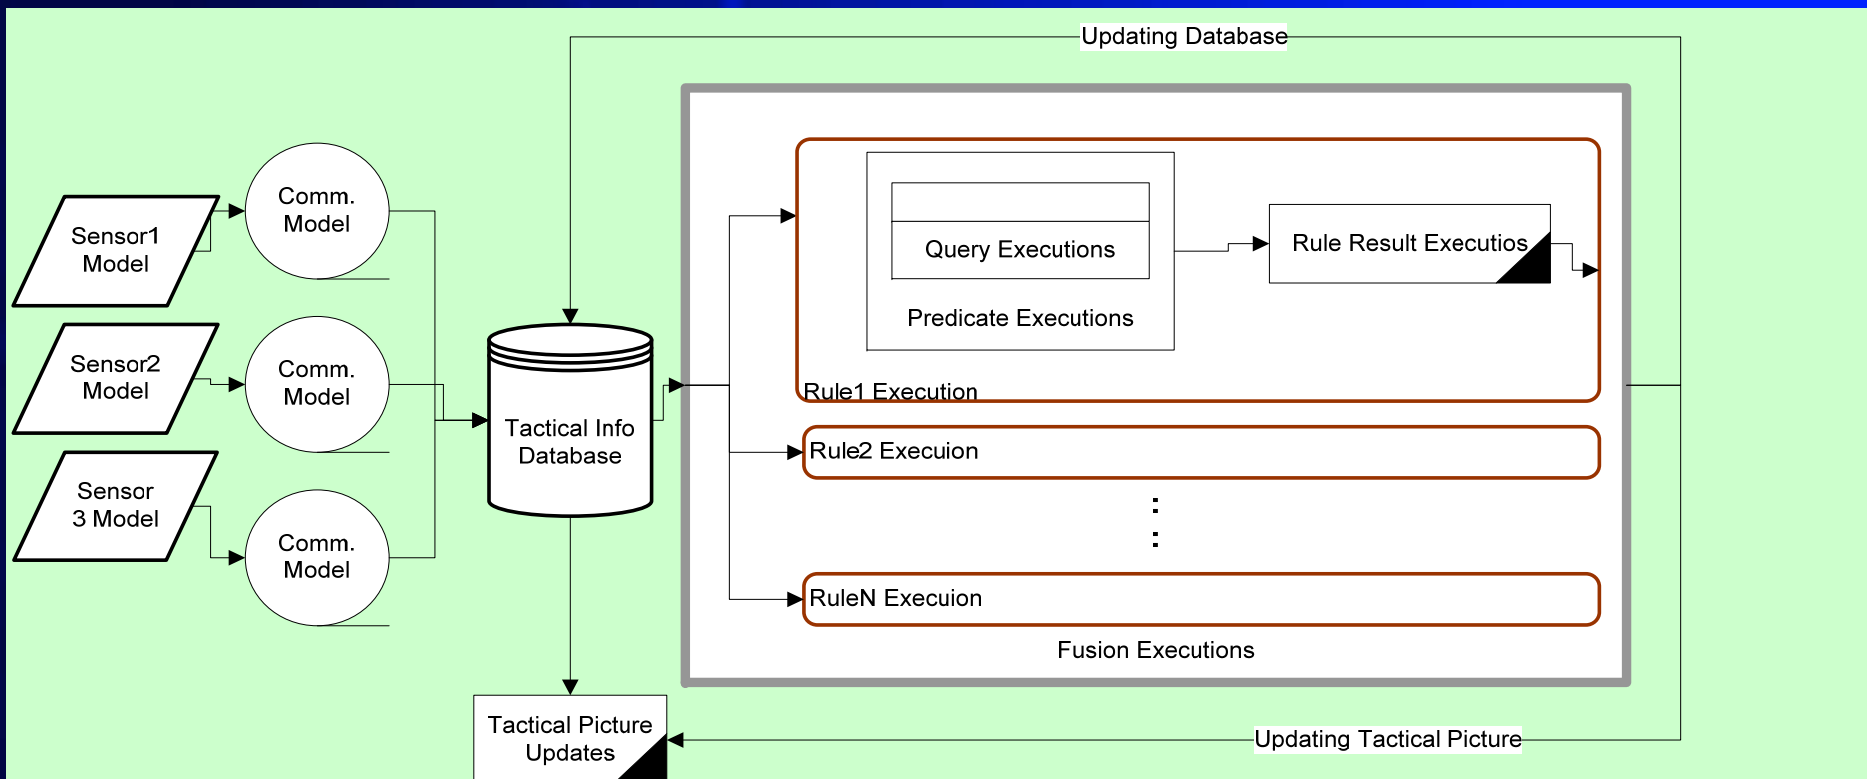 Updating Database
Comm.
Model
Sensor1
Model
Query Executions
Rule Result Executios
Predicate Executions
Rule1 Execution
Sensor2
Model
Comm.
Model
Tactical Info
Database
Rule2 Execuion
:
:
Sensor
3 Model
Comm.
Model
RuleN Execuion
Fusion Executions
Tactical Picture
Updates
Updating Tactical Picture